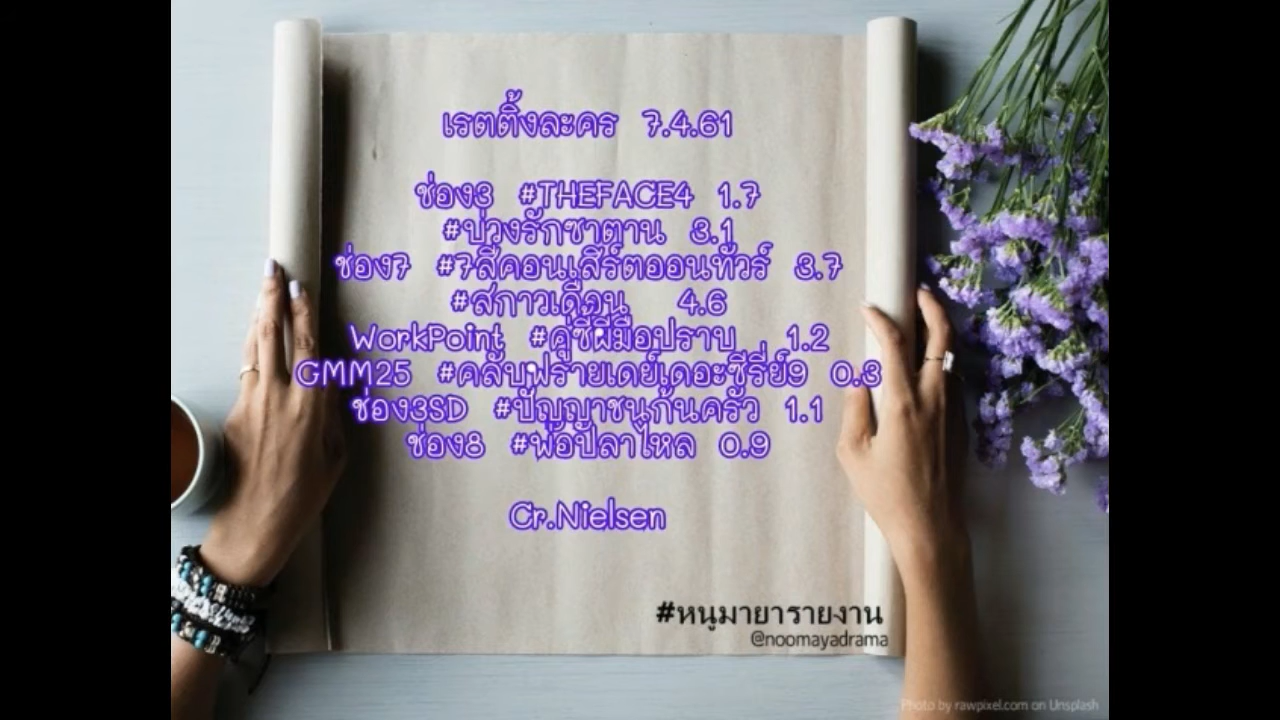 เรตติ้งละคร 7.4.61
ช่อง3 #THEFACE4 1.7
#บ่วงรักซาตาน 3.1
ช่อง7 #7สีคอนเสิร์ตออนทัวร์ 3.7
#สกาวเดือน 4.6
WorkPoint #คู่ซี้ผีมือปราบ 1.2
GMM25 #คลับฟรายเดย์เดอะซีรี่ย์9 0.3
ช่อง3SD #ปัญญาชนก้นครัว 1.1
ช่อง8 #พ่อปลาไหล 0.9
Cr.Nielsen
#หนูมายารายงาน
@noomayadrama
Photo by rawpixel.com on Unsplash